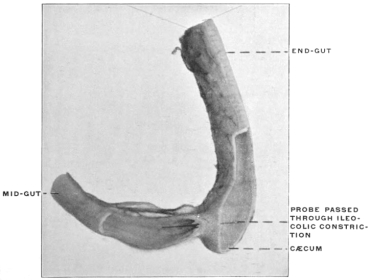 END-GUT
MID-GUT
PROBE PASSED
THROUGH ILEO-
COLIC CONSTRIC-
TION
CÆCUM